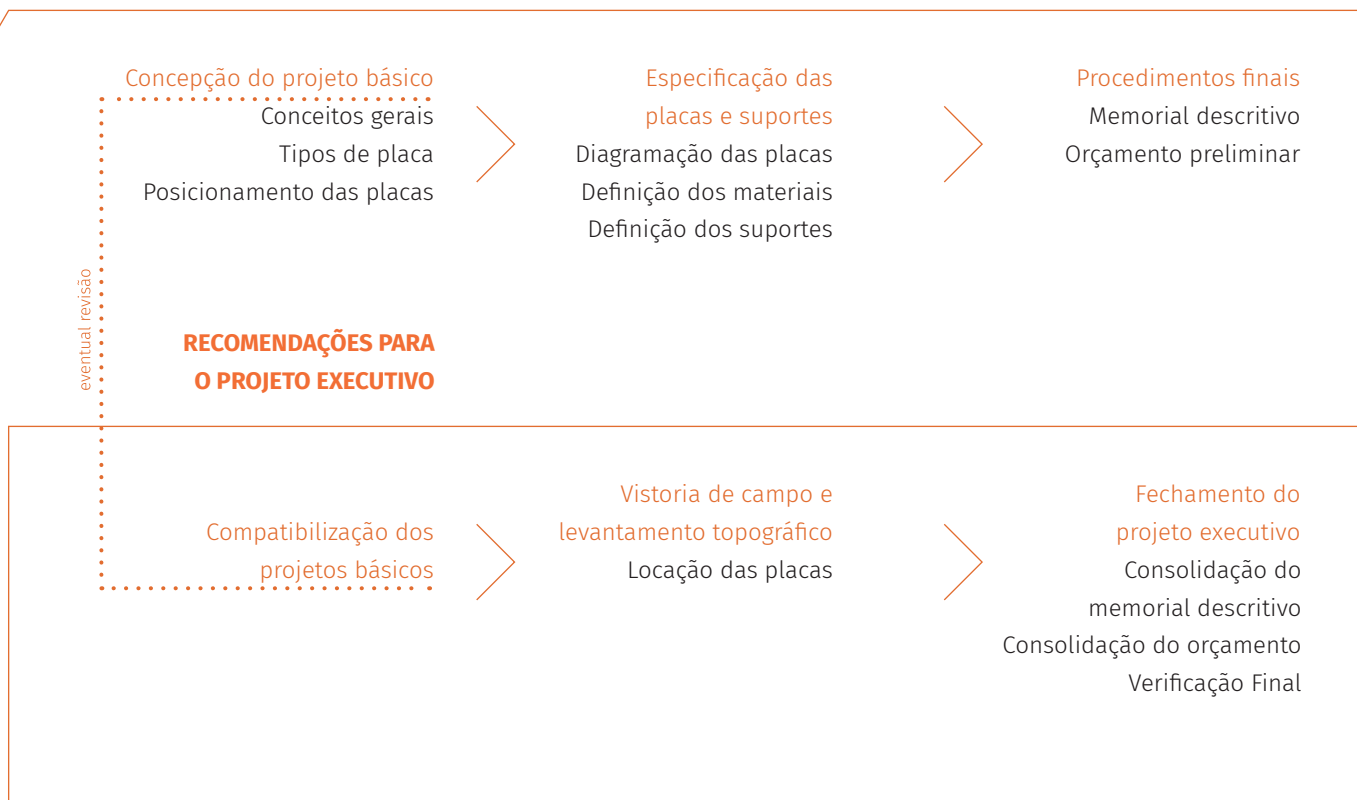 Concepção do projeto básico
Conceitos gerais
Tipos de placa
Posicionamento das placas
Especificação das
placas e suportes
Diagramação das placas
Definição dos materiais
Definição dos suportes
Procedimentos finais
Memorial descritivo
Orçamento preliminar
eventual revisão
RECOMENDAÇÕES PARA
O PROJETO EXECUTIVO
Compatibilização dos
projetos básicos
Vistoria de campo e
levantamento topográfico
Locação das placas
Fechamento do
projeto executivo
Consolidação do
memorial descritivo
Consolidação do orçamento
Verificação Final